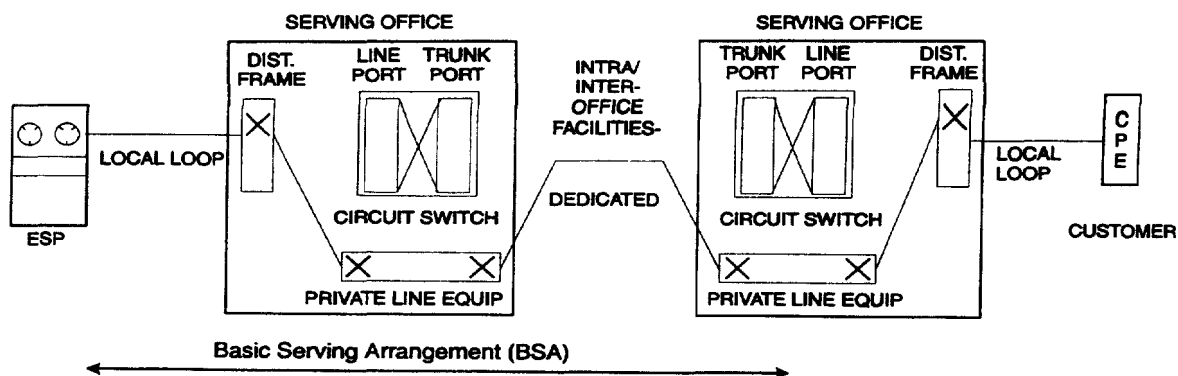 SERVING OFFICE
SERVING OFFICE
DIST.
FRAME
LINE
PORT
TRUNK
PORT
INTRA/
INTER-
OFFICE
FACILITIES-
TRUNK
PORT
LINE
PORT
DIST.
FRAME
CPE
LOCAL LOOP
LOCAL
LOOP
DEDICATED
CIRCUIT SWITCH
CIRCUIT SWITCH
ESP
CUSTOMER
PRIVATE LINE EQUIP
PRIVATE LINE EQUIP
Basic Serving Arrangement (BSA)